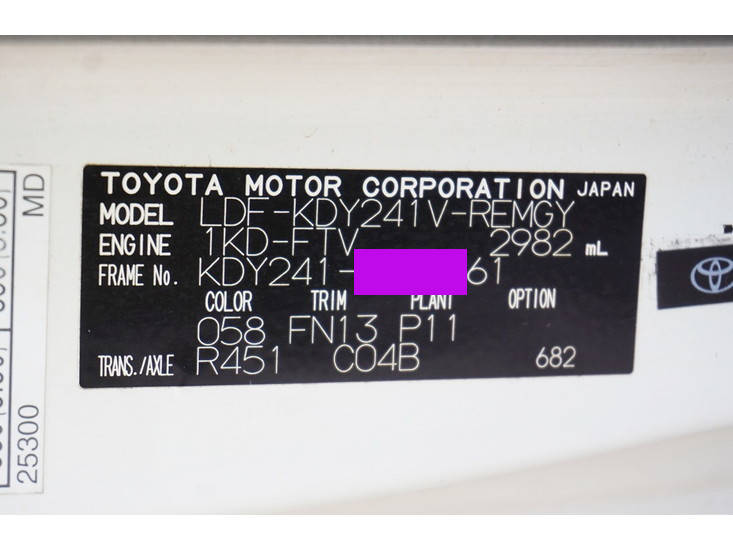 TOYOTA MOTOR CORPORATION JAPAN
MODEL LDF-KDY241V-REMGY
ENGINE 1KD-FTV 2982 mL
FRAME No. KDY241- 61
COLOR TRIM PLANT OPTION
058 FN13 P11
TRANS./AXLE R451 C04B 682
MD
25300